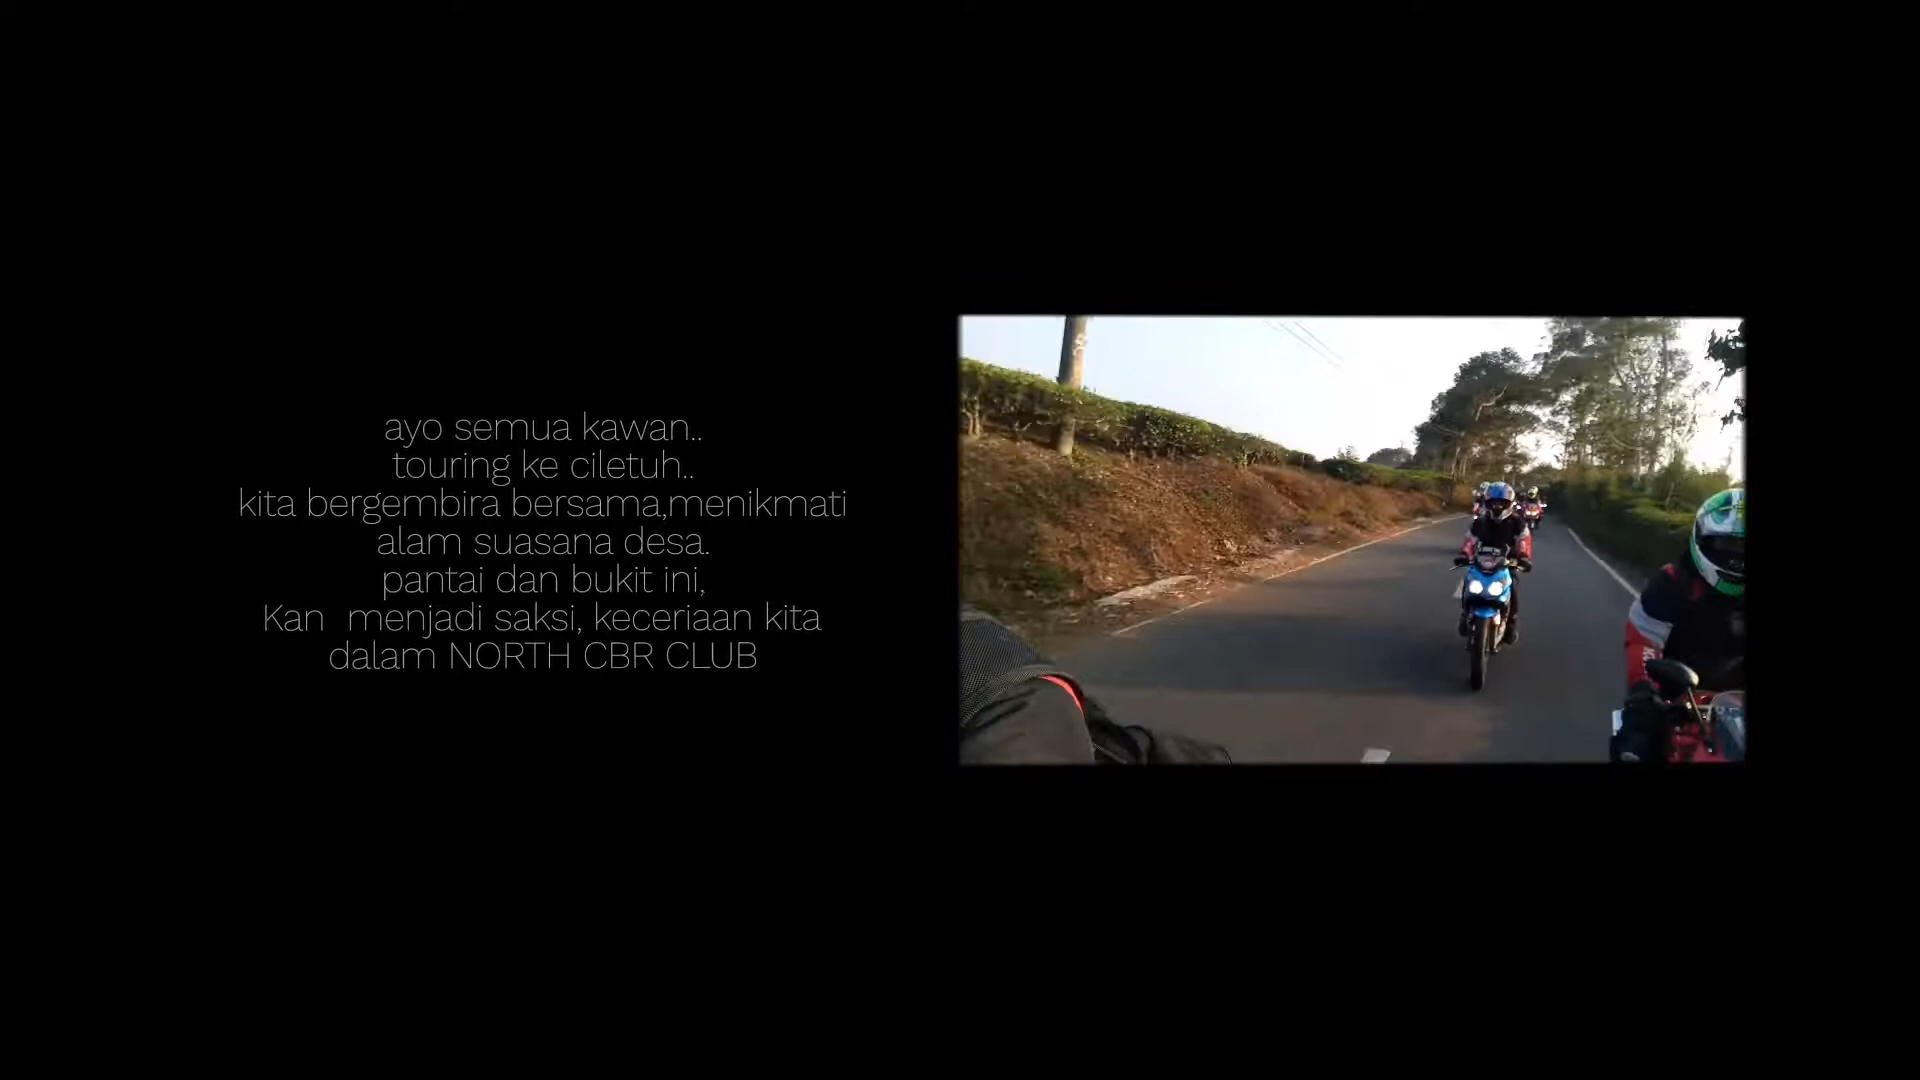 ayo semua kawan..
touring ke ciletuh..
kita bergembira bersama,menikmati
alam suasana desa.
pantai dan bukit ini,
Kan  menjadi saksi, keceriaan kita
dalam NORTH CBR CLUB